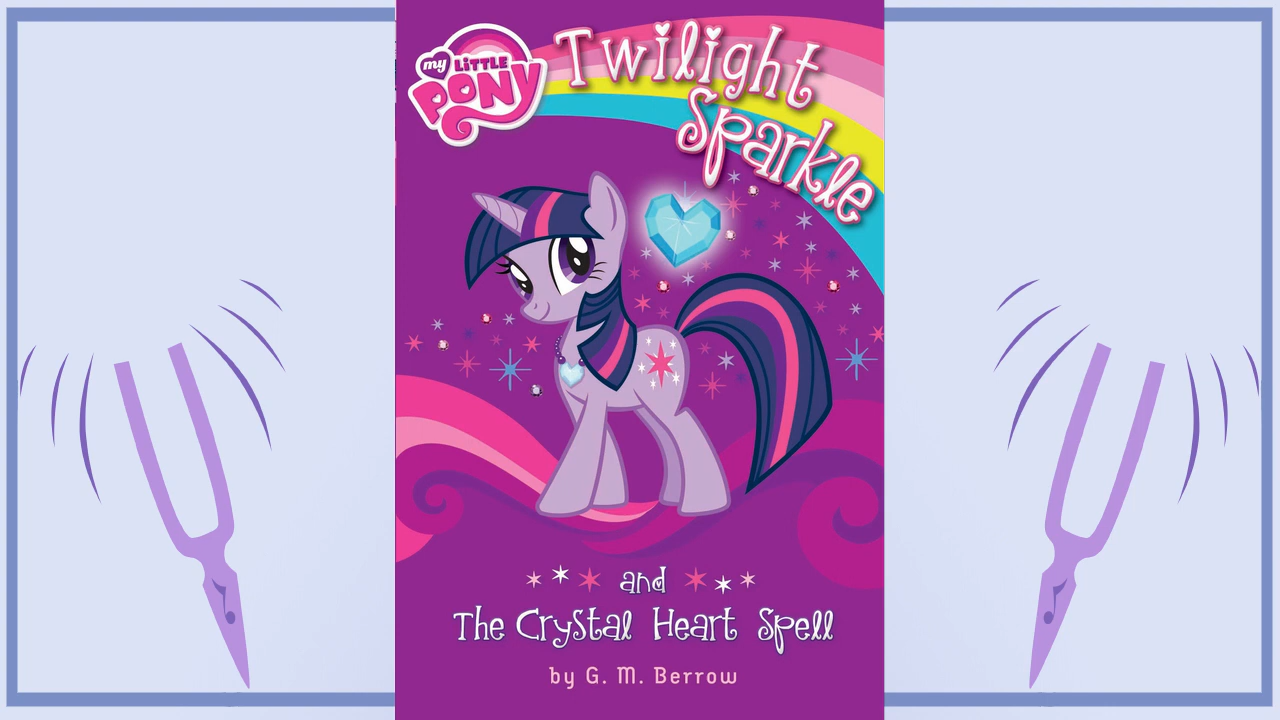 my LiTTLE
PONY
Twilight
Sparkle
and
The Crystal Heart Spell
by G. M. Berrow